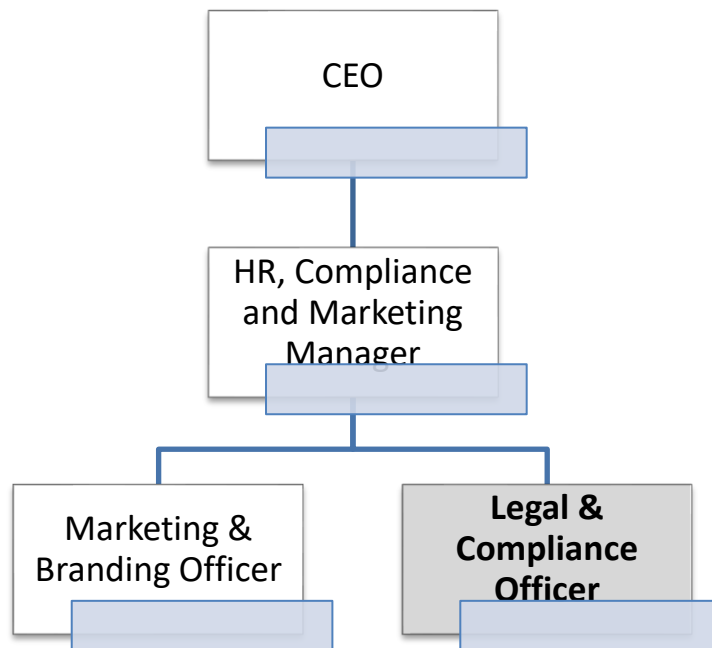 CEO
HR, Compliance
and Marketing
Manager
Marketing &
Branding Officer
Legal &
Compliance
Officer